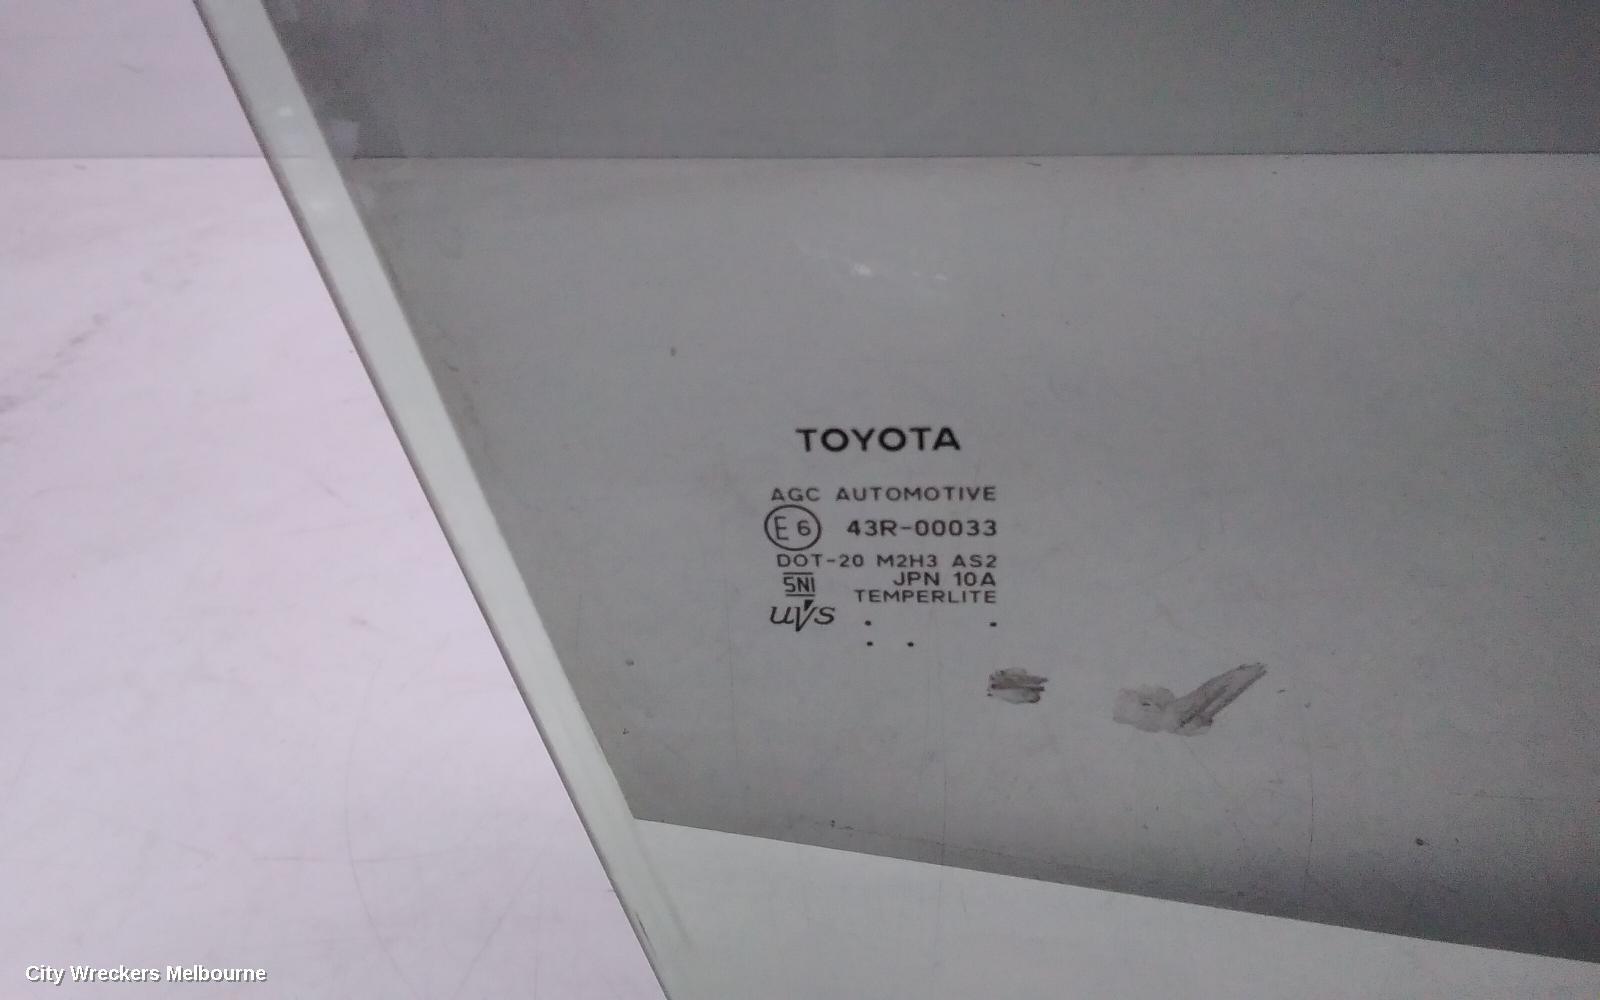 TOYOTA
AGC AUTOMOTIVE
E6 43R-00033
DOT-20 M2H3 AS2
SNI JPN 10A
TEMPERLITE
UVS
City Wreckers Melbourne